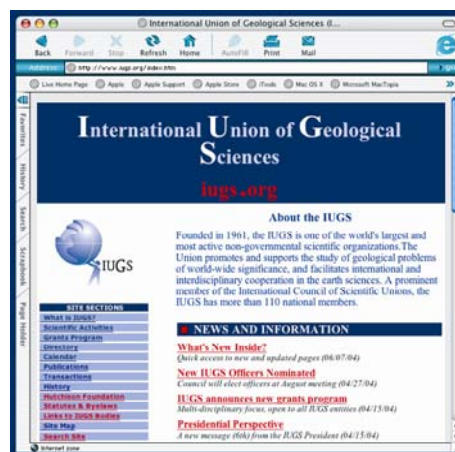 International Union of Geological Sciences (I...
Back Forward Stop Refresh Home AutoFill Print Mail
Address http://www.iugs.org/index.htm
Live Home Page Apple Apple Support Apple Store iTools Mac OS X Microsoft MacTopia
Favorites
History
Search
Scrapbook
Page Holder
International Union of Geological
Sciences
iugs.org
IUGS
About the IUGS
Founded in 1961, the IUGS is one of the world's largest and
most active non-governmental scientific organizations.The
Union promotes and supports the study of geological problems
of world-wide significance, and facilitates international and
interdisciplinary cooperation in the earth sciences. A prominent
member of the International Council of Scientific Unions, the
IUGS has more than 110 national members.
SITE SECTIONS
What is IUGS?
Scientific Activities
Grants Program
Directory
Calendar
Publications
Transactions
History
Hutchison Foundation
Statutes & Byelaws
Links to IUGS Bodies
Site Map
Search Site
NEWS AND INFORMATION
What's New Inside?
Quick access to new and updated pages (06/07/04)
New IUGS Officers Nominated
Council will elect officers at August meeting (04/27/04)
IUGS announces new grants program
Multi-disciplinary focus, open to all IUGS entities (04/15/04)
Presidential Perspective
A new message (6th) from the IUGS President (04/15/04)
Internet zone